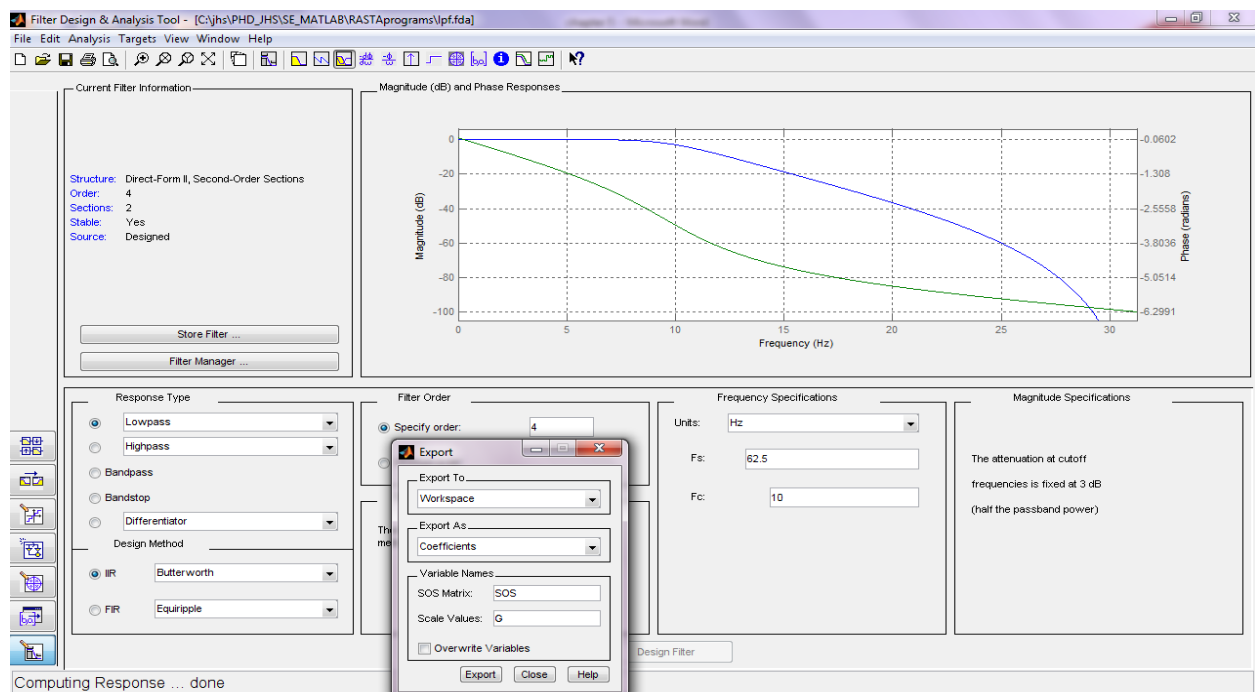 Filter Design & Analysis Tool - [C:\jhs\PHD_JHS\SE_MATLAB\RASTAprograms\lpf.fda]
File Edit Analysis Targets View Window Help
Current Filter Information
Structure: Direct-Form II, Second-Order Sections
Order: 4
Sections: 2
Stable: Yes
Source: Designed
Store Filter ...
Filter Manager ...
Magnitude (dB) and Phase Responses
Magnitude (dB)
0
-20
-40
-60
-80
-100
0 5 10 15 20 25 30
Frequency (Hz)
-0.0602
-1.308
-2.5558
-3.8036
-5.0514
-6.2991
Phase (radians)
Response Type
Lowpass
Highpass
Bandpass
Bandstop
Differentiator
Design Method
IIR Butterworth
FIR Equiripple
Filter Order
Specify order: 4
Export
Export To
Workspace
Export As
Coefficients
Variable Names
SOS Matrix: SOS
Scale Values: G
Overwrite Variables
Export Close Help
Frequency Specifications
Units: Hz
Fs: 62.5
Fc: 10
Magnitude Specifications
The attenuation at cutoff
frequencies is fixed at 3 dB
(half the passband power)
Design Filter
Computing Response ... done